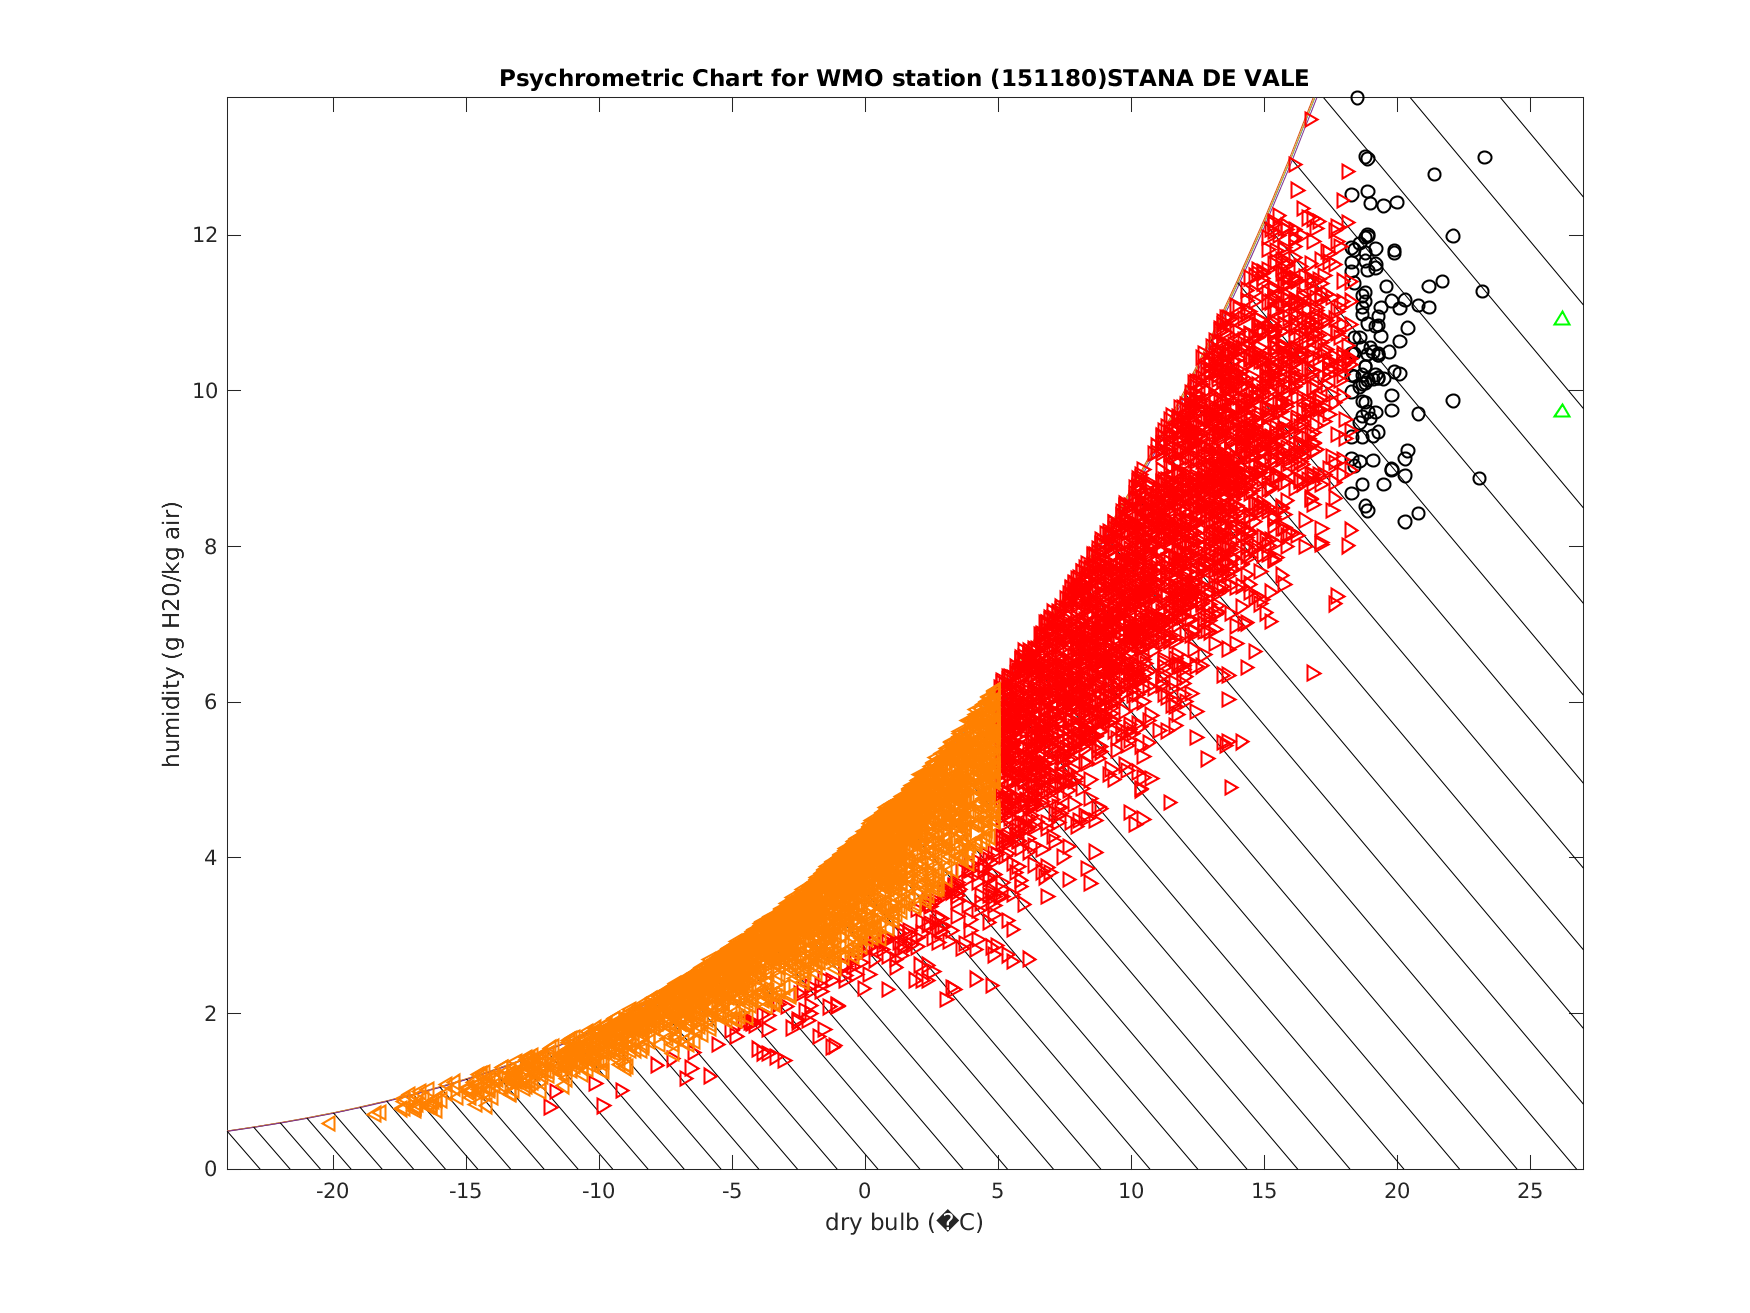 Psychrometric Chart for WMO station (151180)STANA DE VALE
humidity (g H20/kg air)
12
10
8
6
4
2
0
-20 -15 -10 -5 0 5 10 15 20 25
dry bulb (�C)